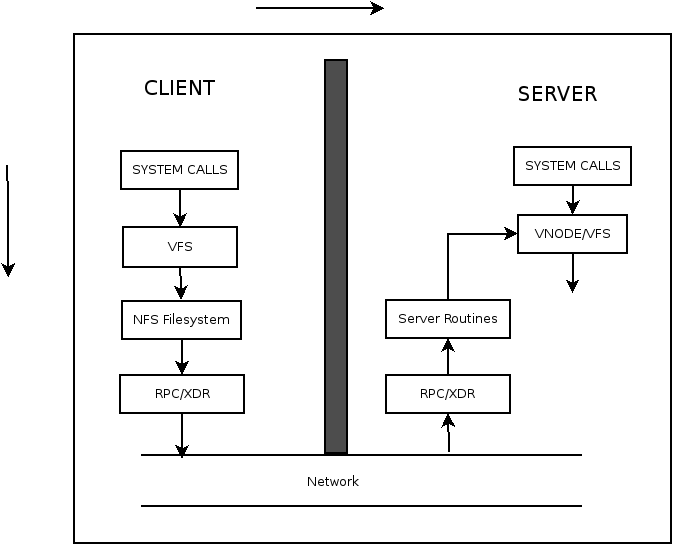 CLIENT
SERVER
SYSTEM CALLS
SYSTEM CALLS
VFS
VNODE/VFS
NFS Filesystem
Server Routines
RPC/XDR
RPC/XDR
Network